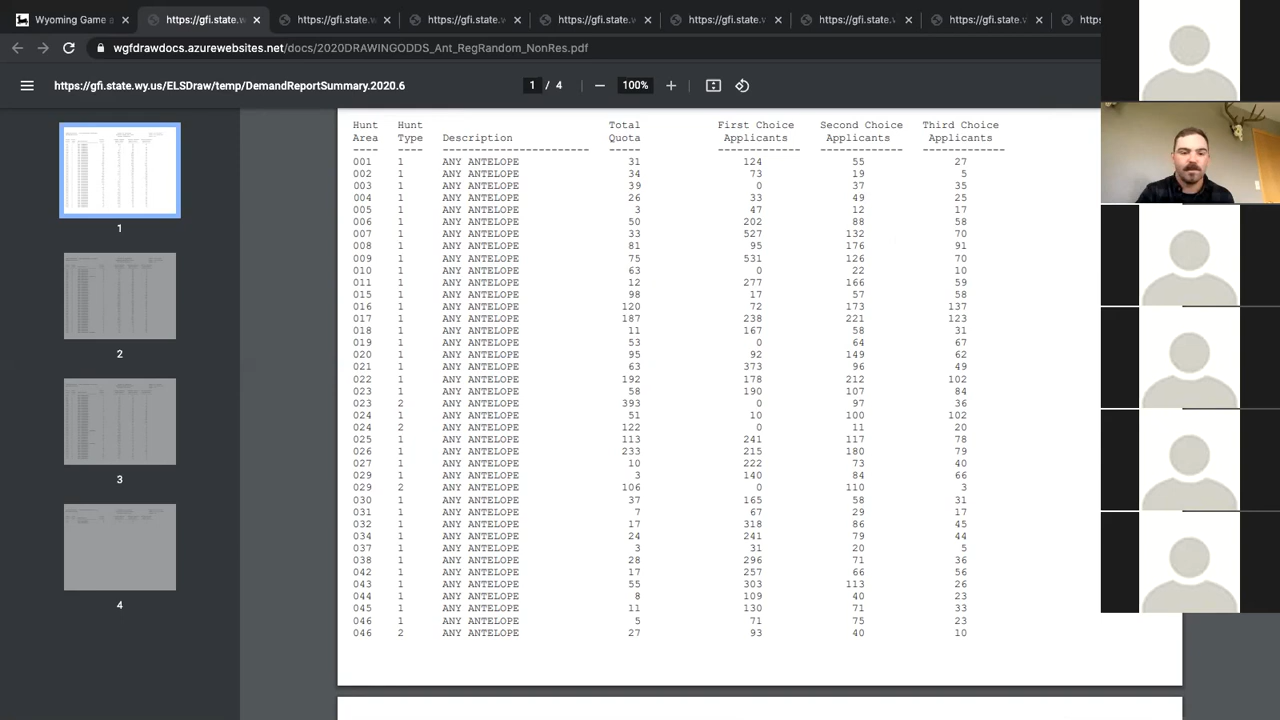 Wyoming Game a
https://gfi.state.w
https://gfi.state.w
https://gfi.state.w
https://gfi.state.w
https://gfi.state.w
https://gfi.state.w
https://gfi.state.w
https:
wgfdrawdocs.azurewebsites.net/docs/2020DRAWINGODDS_Ant_RegRandom_NonRes.pdf
https://gfi.state.wy.us/ELSDraw/temp/DemandReportSummary.2020.6
1 / 4
100%
Hunt Hunt Total First Choice Second Choice Third Choice
Area Type Description Quota Applicants Applicants Applicants
001 1 ANY ANTELOPE 31 124 55 27
002 1 ANY ANTELOPE 34 73 19 5
003 1 ANY ANTELOPE 39 0 37 35
004 1 ANY ANTELOPE 26 33 49 25
005 1 ANY ANTELOPE 3 47 12 17
006 1 ANY ANTELOPE 50 202 88 58
007 1 ANY ANTELOPE 33 527 132 70
008 1 ANY ANTELOPE 81 95 176 91
009 1 ANY ANTELOPE 75 531 126 70
010 1 ANY ANTELOPE 63 0 22 10
011 1 ANY ANTELOPE 12 277 166 59
015 1 ANY ANTELOPE 98 17 57 58
016 1 ANY ANTELOPE 120 72 173 137
017 1 ANY ANTELOPE 187 238 221 123
018 1 ANY ANTELOPE 11 167 58 31
019 1 ANY ANTELOPE 53 0 64 67
020 1 ANY ANTELOPE 95 92 149 62
021 1 ANY ANTELOPE 63 373 96 49
022 1 ANY ANTELOPE 192 178 212 102
023 1 ANY ANTELOPE 58 190 107 84
023 2 ANY ANTELOPE 393 0 97 36
024 1 ANY ANTELOPE 51 10 100 102
024 2 ANY ANTELOPE 122 0 11 20
025 1 ANY ANTELOPE 113 241 117 78
026 1 ANY ANTELOPE 233 215 180 79
027 1 ANY ANTELOPE 10 222 73 40
029 1 ANY ANTELOPE 3 140 84 66
029 2 ANY ANTELOPE 106 0 110 3
030 1 ANY ANTELOPE 37 165 58 31
031 1 ANY ANTELOPE 7 67 29 17
032 1 ANY ANTELOPE 17 318 86 45
034 1 ANY ANTELOPE 24 241 79 44
037 1 ANY ANTELOPE 3 31 20 5
038 1 ANY ANTELOPE 28 296 71 36
042 1 ANY ANTELOPE 17 257 66 56
043 1 ANY ANTELOPE 55 303 113 26
044 1 ANY ANTELOPE 8 109 40 23
045 1 ANY ANTELOPE 11 130 71 33
046 1 ANY ANTELOPE 5 71 75 23
046 2 ANY ANTELOPE 27 93 40 10
1
2
3
4